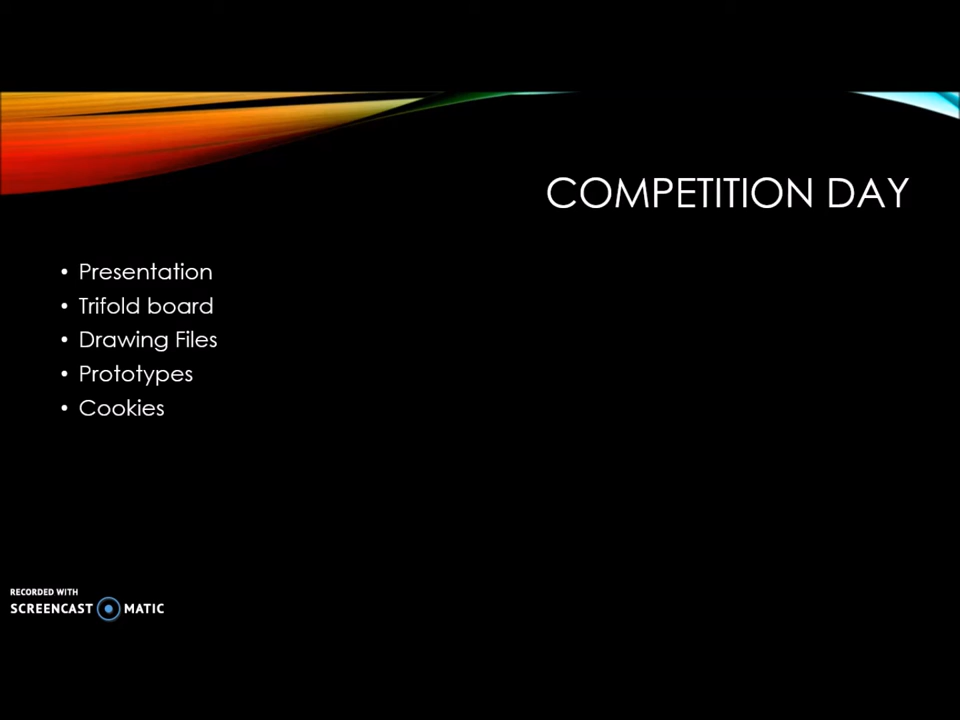 COMPETITION DAY
• Presentation
• Trifold board
• Drawing Files
• Prototypes
• Cookies
RECORDED WITH
SCREENCAST MATIC